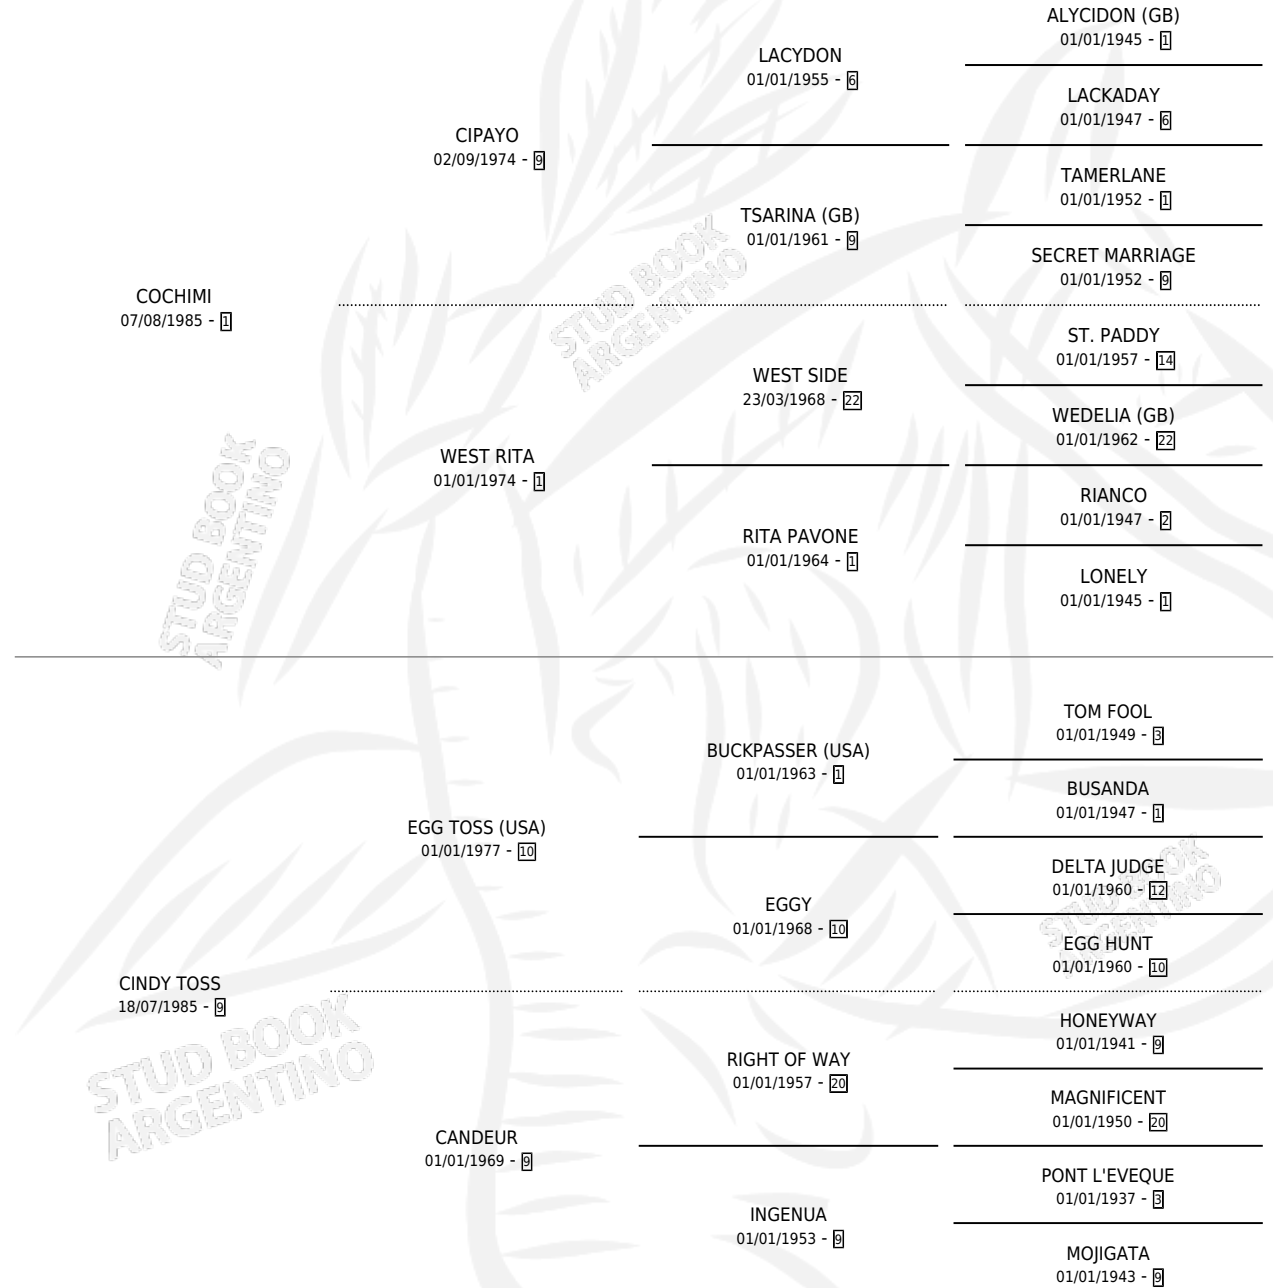 ALYCIDON (GB)
01/01/1945 - 1
LACYDON
01/01/1955 - 6
LACKADAY
01/01/1947 - 6
CIPAYO
02/09/1974 - 9
TAMERLANE
01/01/1952 - 1
TSARINA (GB)
01/01/1961 - 9
SECRET MARRIAGE
01/01/1952 - 9
COCHIMI
07/08/1985 - 1
STUD BOOK
ARGENTINO
ST. PADDY
01/01/1957 - 14
WEST SIDE
23/03/1968 - 22
WEDELIA (GB)
01/01/1962 - 22
WEST RITA
01/01/1974 - 1
RIANCO
01/01/1947 - 2
RITA PAVONE
01/01/1964 - 1
LONELY
01/01/1945 - 1
STUD BOOK
ARGENTINO
TOM FOOL
01/01/1949 - 3
BUCKPASSER (USA)
01/01/1963 - 1
BUSANDA
01/01/1947 - 1
EGG TOSS (USA)
01/01/1977 - 10
DELTA JUDGE
01/01/1960 - 12
EGGY
01/01/1968 - 10
EGG HUNT
01/01/1960 - 10
STUD BOOK
ARGENTINO
CINDY TOSS
18/07/1985 - 9
HONEYWAY
01/01/1941 - 9
RIGHT OF WAY
01/01/1957 - 20
MAGNIFICENT
01/01/1950 - 20
STUD BOOK
ARGENTINO
CANDEUR
01/01/1969 - 9
PONT L'EVEQUE
01/01/1937 - 3
INGENUA
01/01/1953 - 9
MOJIGATA
01/01/1943 - 9